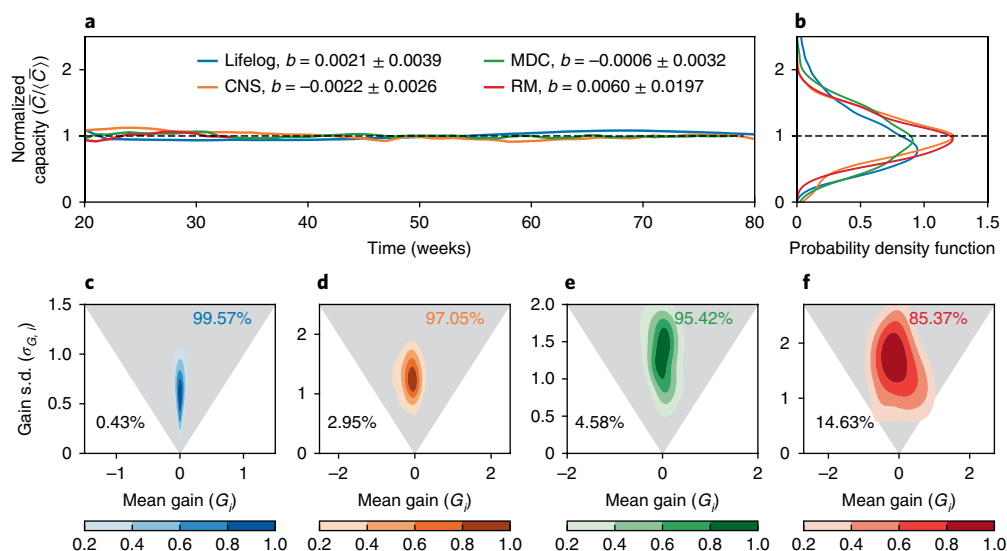 a
Normalized
capacity (C̄/⟨C̄⟩)
2
1
0
20 30 40 50 60 70 80
Time (weeks)
Lifelog, b = 0.0021 ± 0.0039
CNS, b = −0.0022 ± 0.0026
MDC, b = −0.0006 ± 0.0032
RM, b = 0.0060 ± 0.0197
b
2
1
0
0 0.5 1.0 1.5
Probability density function
c
Gain s.d. (σGᵢ)
1.5
1.0
0.5
0
99.57%
0.43%
−1 0 1
Mean gain (Gᵢ)
0.2 0.4 0.6 0.8 1.0
d
2
1
0
97.05%
2.95%
−2 0 2
Mean gain (Gᵢ)
0.2 0.4 0.6 0.8 1.0
e
2.0
1.5
1.0
0.5
0
95.42%
4.58%
−2 0 2
Mean gain (Gᵢ)
0.2 0.4 0.6 0.8 1.0
f
2
1
0
85.37%
14.63%
−2 0 2
Mean gain (Gᵢ)
0.2 0.4 0.6 0.8 1.0